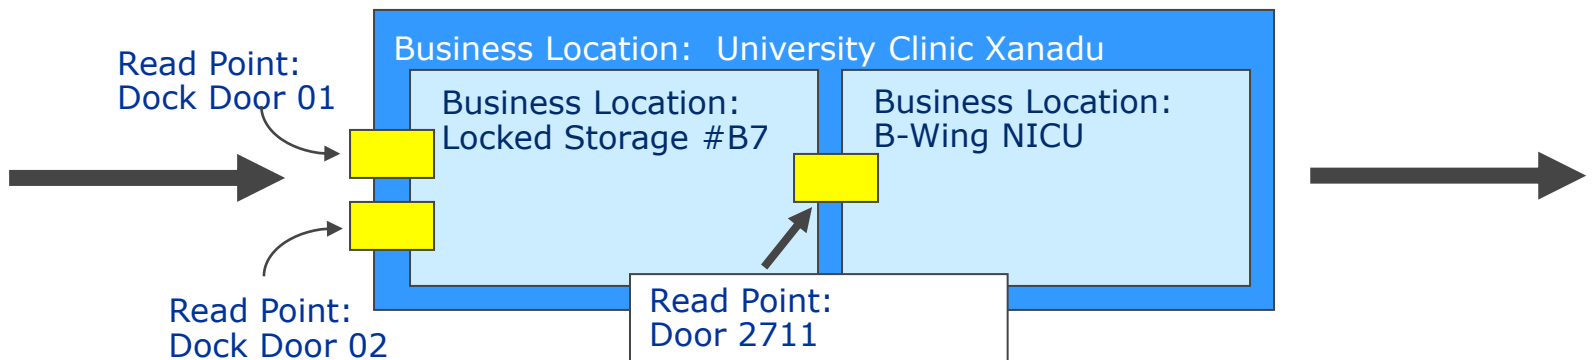 Business Location:  University Clinic Xanadu
Read Point:
Dock Door 01
Business Location:
Locked Storage #B7
Business Location:
B-Wing NICU
Read Point:
Dock Door 02
Read Point:
Door 2711